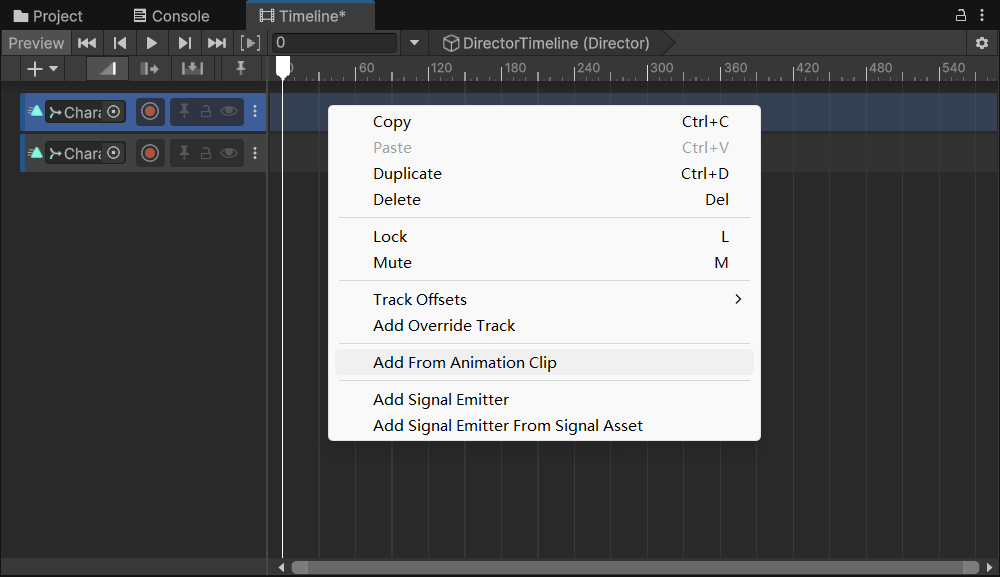 Project Console Timeline*
Preview 0 DirectorTimeline (Director)
0 60 120 180 240 300 360 420 480 540
Chara
Chara
Copy Ctrl+C
Paste Ctrl+V
Duplicate Ctrl+D
Delete Del
Lock L
Mute M
Track Offsets
Add Override Track
Add From Animation Clip
Add Signal Emitter
Add Signal Emitter From Signal Asset